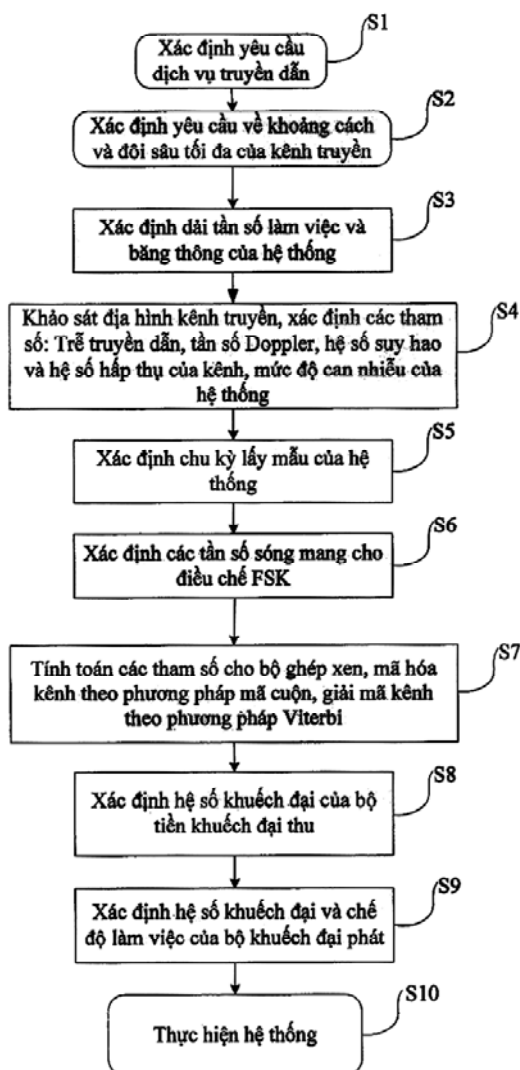 S1
Xác định yêu cầu
dịch vụ truyền dẫn
S2
Xác định yêu cầu về khoảng cách
và đôi sâu tối đa của kênh truyền
S3
Xác định dải tần số làm việc và
băng thông của hệ thống
S4
Khảo sát địa hình kênh truyền, xác định các tham
số: Trễ truyền dẫn, tần số Doppler, hệ số suy hao
và hệ số hấp thụ của kênh, mức độ can nhiễu của
hệ thống
S5
Xác định chu kỳ lấy mẫu của hệ
thống
S6
Xác định các tần số sóng mang cho
điều chế FSK
S7
Tính toán các tham số cho bộ ghép xen, mã hóa
kênh theo phương pháp mã cuộn, giải mã kênh
theo phương pháp Viterbi
S8
Xác định hệ số khuếch đại của bộ
tiền khuếch đại thu
S9
Xác định hệ số khuếch đại và chế
độ làm việc của bộ khuếch đại phát
S10
Thực hiện hệ thống